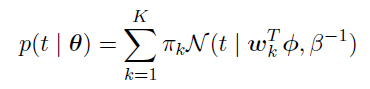 p(t | θ) = ∑_{k=1}^{K} π_k 𝒩(t | w_k^T ϕ, β^{-1})